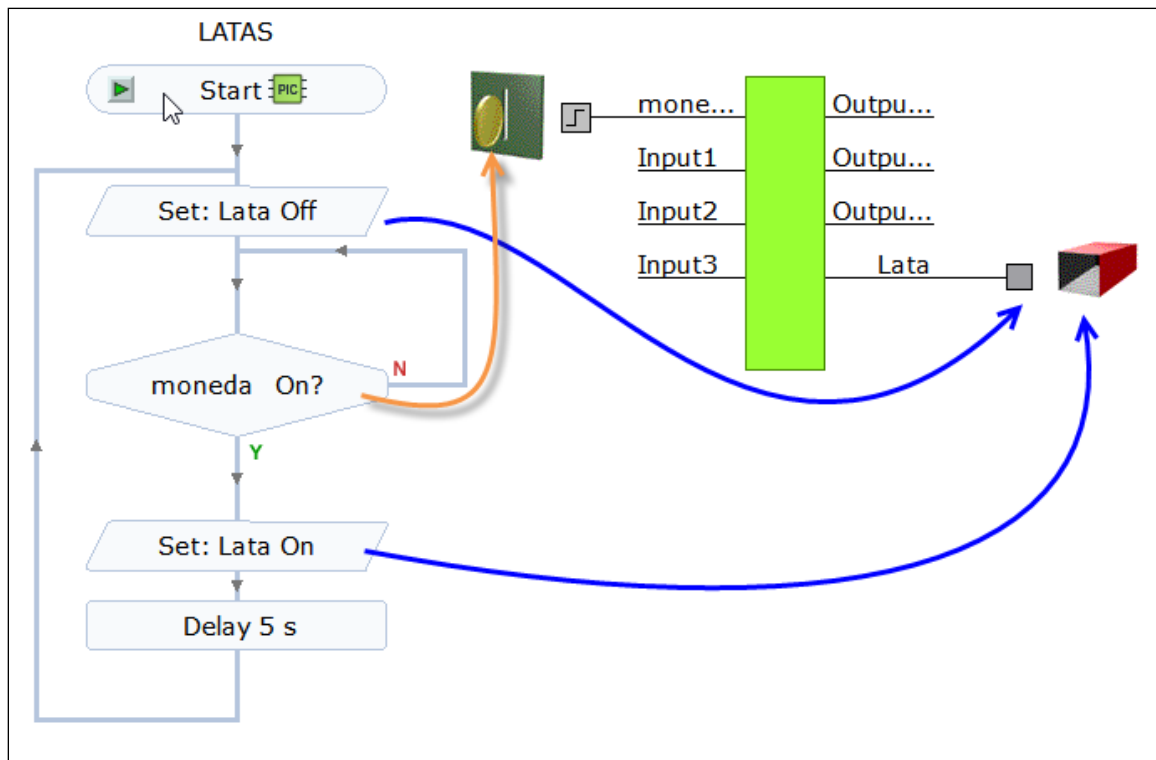 LATAS
Start PIC
Set: Lata Off
moneda On?
N
Y
Set: Lata On
Delay 5 s
mone...
Input1
Input2
Input3
Outpu...
Outpu...
Outpu...
Lata